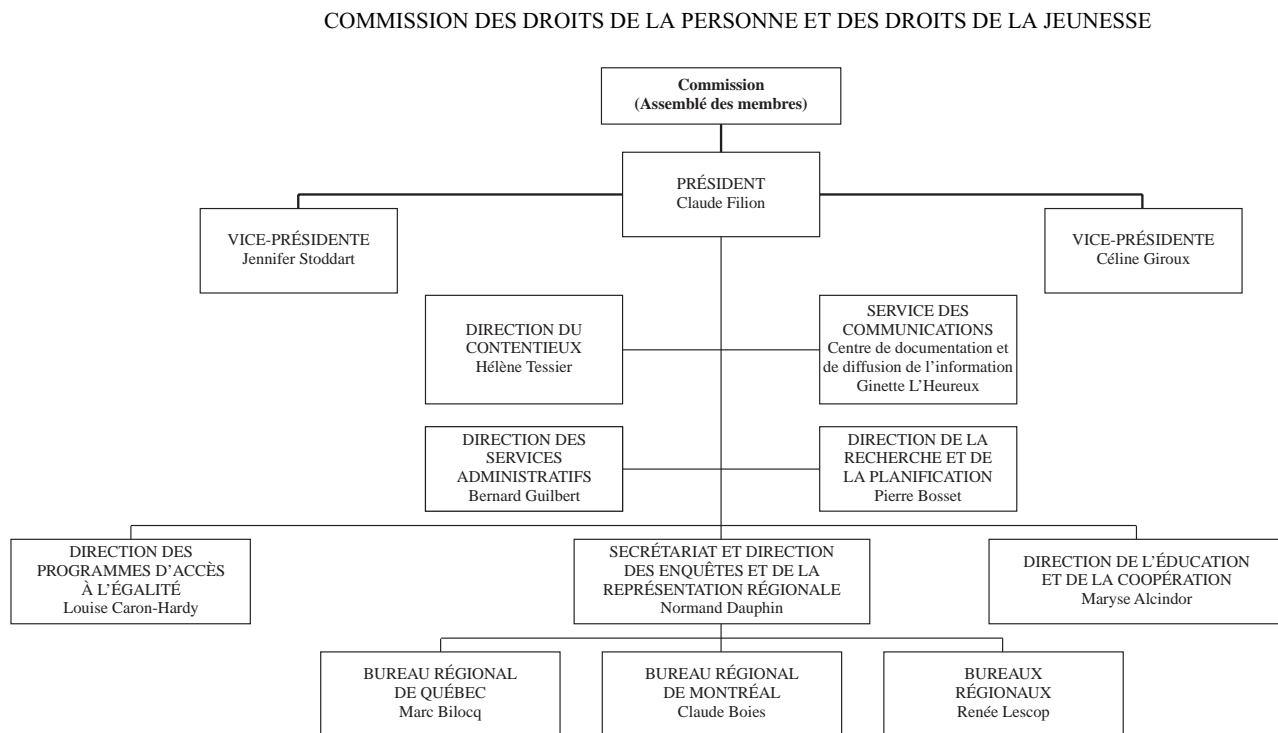 COMMISSION DES DROITS DE LA PERSONNE ET DES DROITS DE LA JEUNESSE
Commission
(Assemblé des membres)
PRÉSIDENT
Claude Filion
VICE-PRÉSIDENTE
Jennifer Stoddart
VICE-PRÉSIDENTE
Céline Giroux
DIRECTION DU
CONTENTIEUX
Hélène Tessier
SERVICE DES
COMMUNICATIONS
Centre de documentation et
de diffusion de l’information
Ginette L’Heureux
DIRECTION DES
SERVICES
ADMINISTRATIFS
Bernard Guilbert
DIRECTION DE LA
RECHERCHE ET DE
LA PLANIFICATION
Pierre Bosset
DIRECTION DES
PROGRAMMES D’ACCÈS
À L’ÉGALITÉ
Louise Caron-Hardy
SECRÉTARIAT ET DIRECTION
DES ENQUÊTES ET DE LA
REPRÉSENTATION RÉGIONALE
Normand Dauphin
DIRECTION DE L’ÉDUCATION
ET DE LA COOPÉRATION
Maryse Alcindor
BUREAU RÉGIONAL
DE QUÉBEC
Marc Bilocq
BUREAU RÉGIONAL
DE MONTRÉAL
Claude Boies
BUREAUX
RÉGIONAUX
Renée Lescop